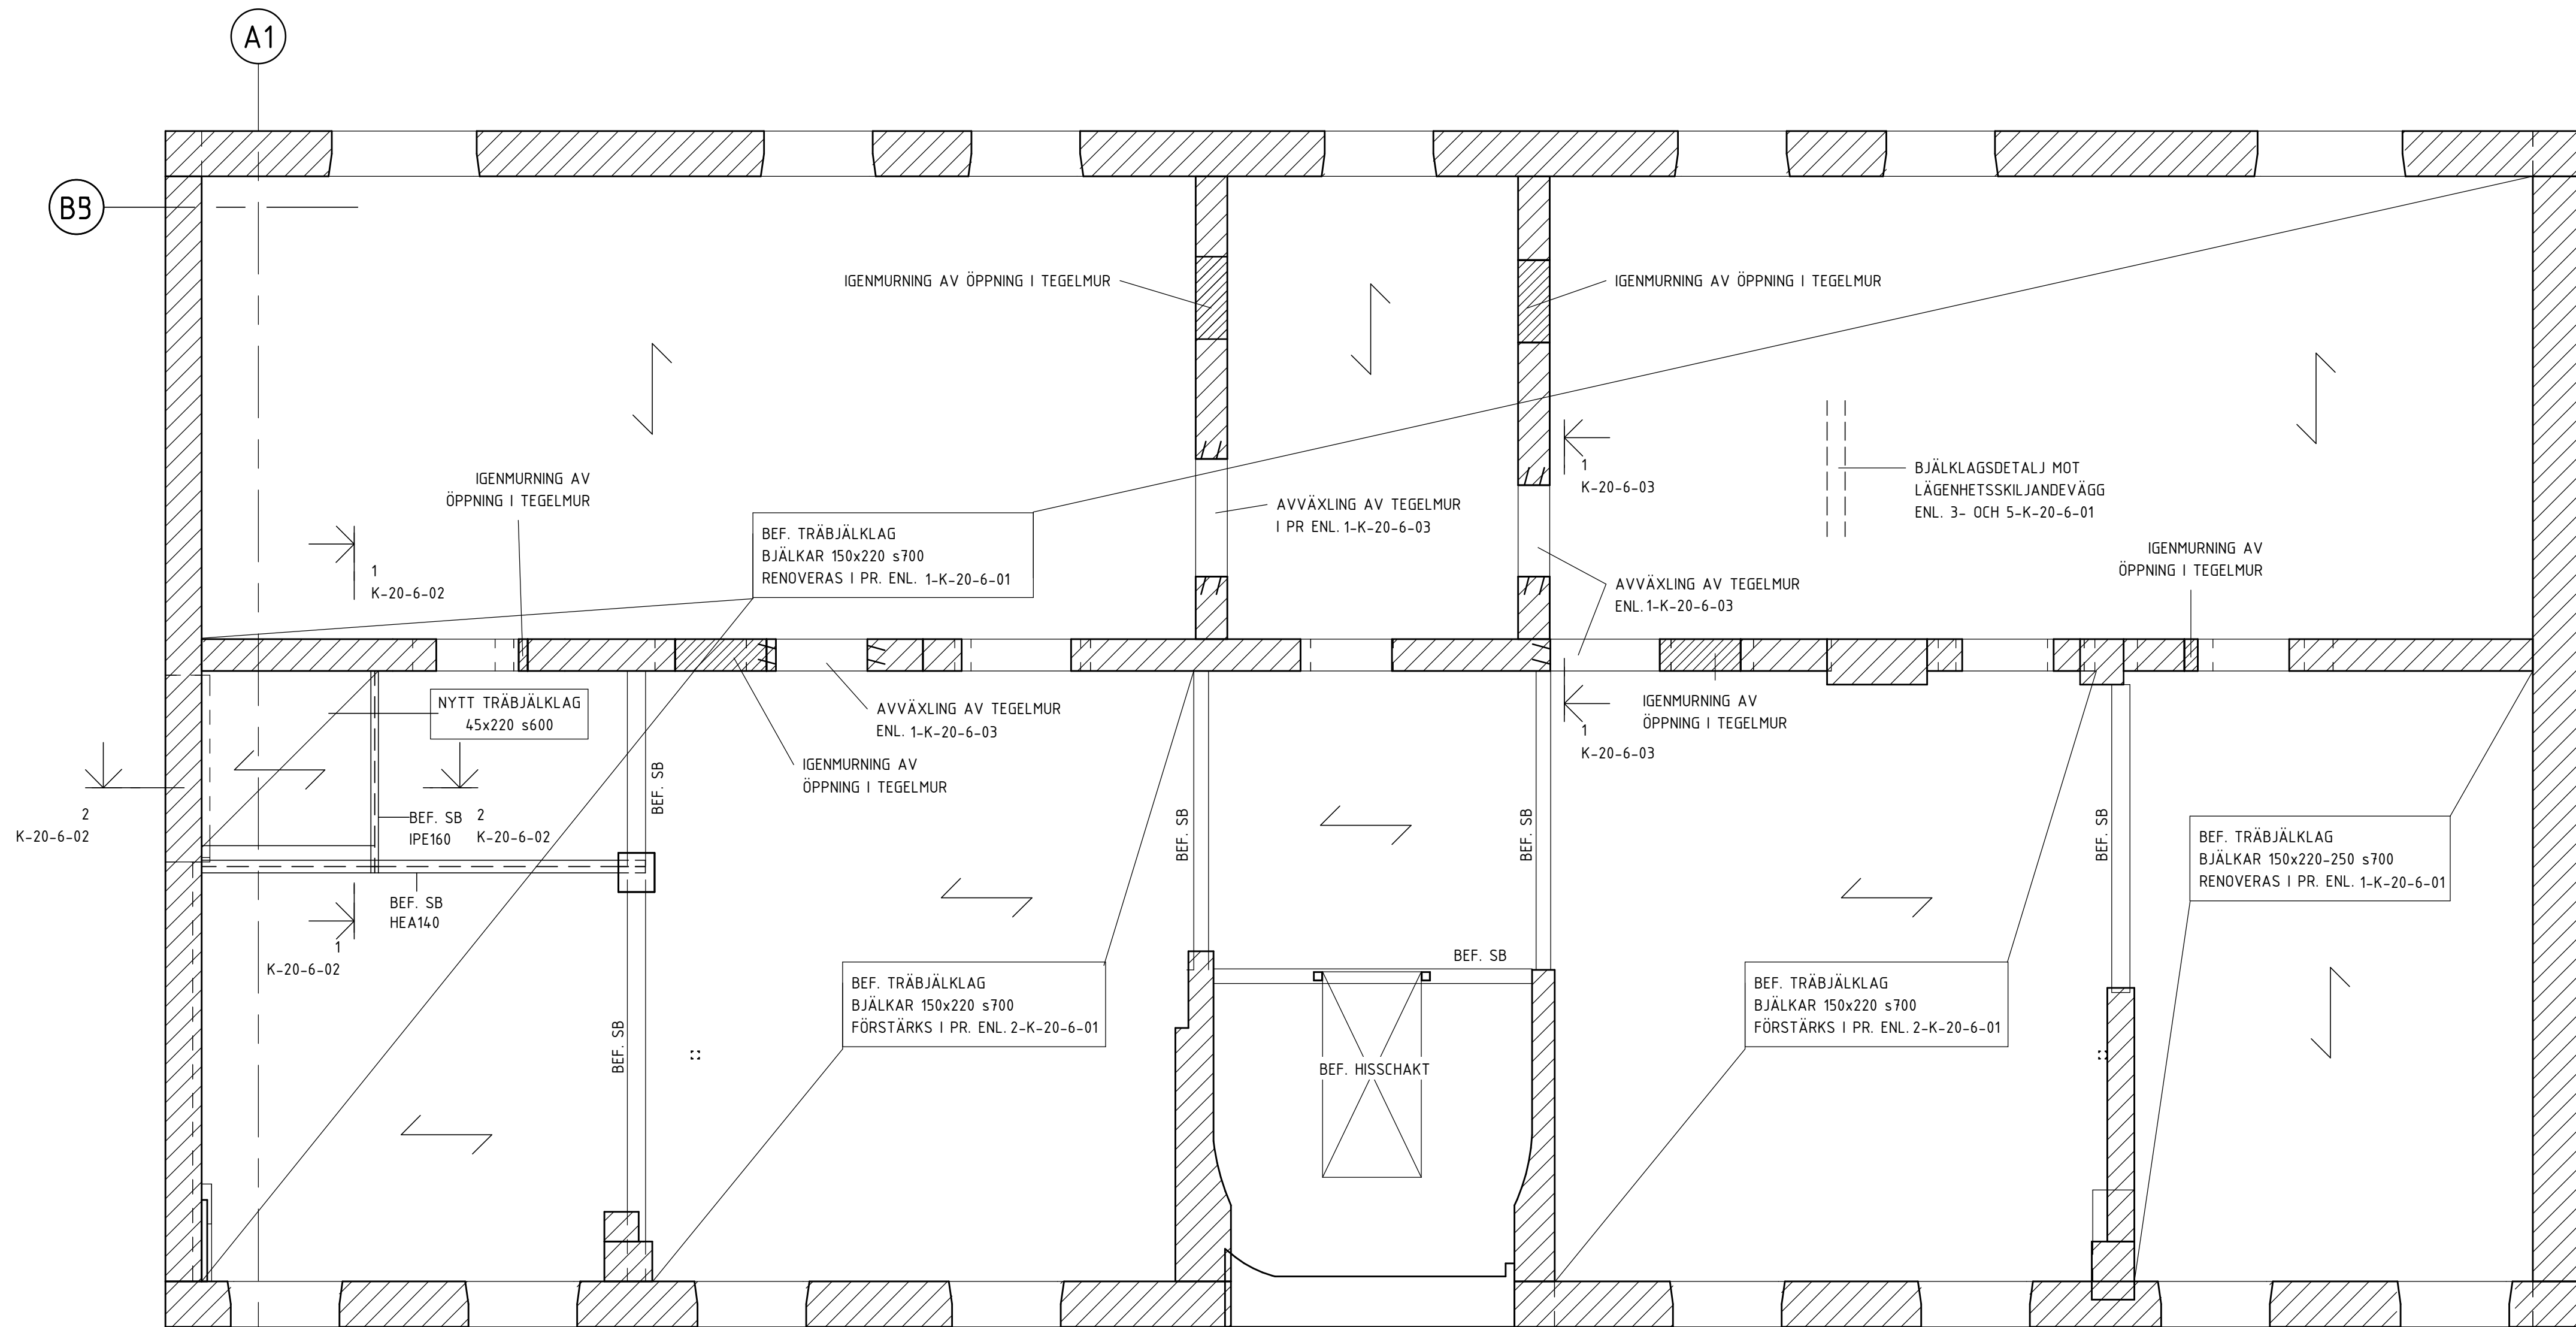 A1
BB
IGENMURNING AV ÖPPNING I TEGELMUR
IGENMURNING AV ÖPPNING I TEGELMUR
IGENMURNING AV
ÖPPNING I TEGELMUR
1
K-20-6-02
BEF. TRÄBJÄLKLAG
BJÄLKAR 150x220 s700
RENOVERAS I PR. ENL. 1-K-20-6-01
AVVÄXLING AV TEGELMUR
I PR ENL. 1-K-20-6-03
1
K-20-6-03
BJÄLKLAGSDETALJ MOT
LÄGENHETSSKILJANDEVÄGG
ENL. 3- OCH 5-K-20-6-01
IGENMURNING AV
ÖPPNING I TEGELMUR
AVVÄXLING AV TEGELMUR
ENL. 1-K-20-6-03
NYTT TRÄBJÄLKLAG
45x220 s600
AVVÄXLING AV TEGELMUR
ENL. 1-K-20-6-03
IGENMURNING AV
ÖPPNING I TEGELMUR
IGENMURNING AV
ÖPPNING I TEGELMUR
1
K-20-6-03
2
K-20-6-02
BEF. SB
IPE160
2
K-20-6-02
BEF. SB
BEF. SB
BEF. SB
BEF. SB
BEF. TRÄBJÄLKLAG
BJÄLKAR 150x220-250 s700
RENOVERAS I PR. ENL. 1-K-20-6-01
BEF. SB
HEA140
1
K-20-6-02
BEF. SB
BEF. SB
BEF. TRÄBJÄLKLAG
BJÄLKAR 150x220 s700
FÖRSTÄRKS I PR. ENL. 2-K-20-6-01
BEF. HISSCHAKT
BEF. TRÄBJÄLKLAG
BJÄLKAR 150x220 s700
FÖRSTÄRKS I PR. ENL. 2-K-20-6-01